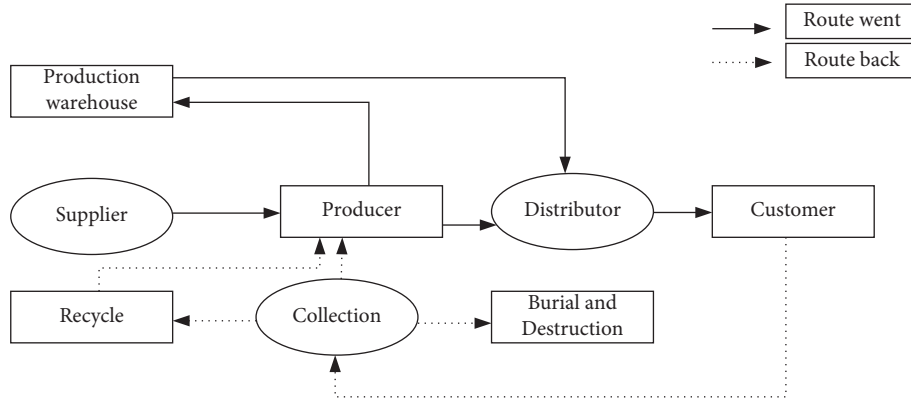 Route went
Route back
Production
warehouse
Supplier
Producer
Distributor
Customer
Recycle
Collection
Burial and
Destruction